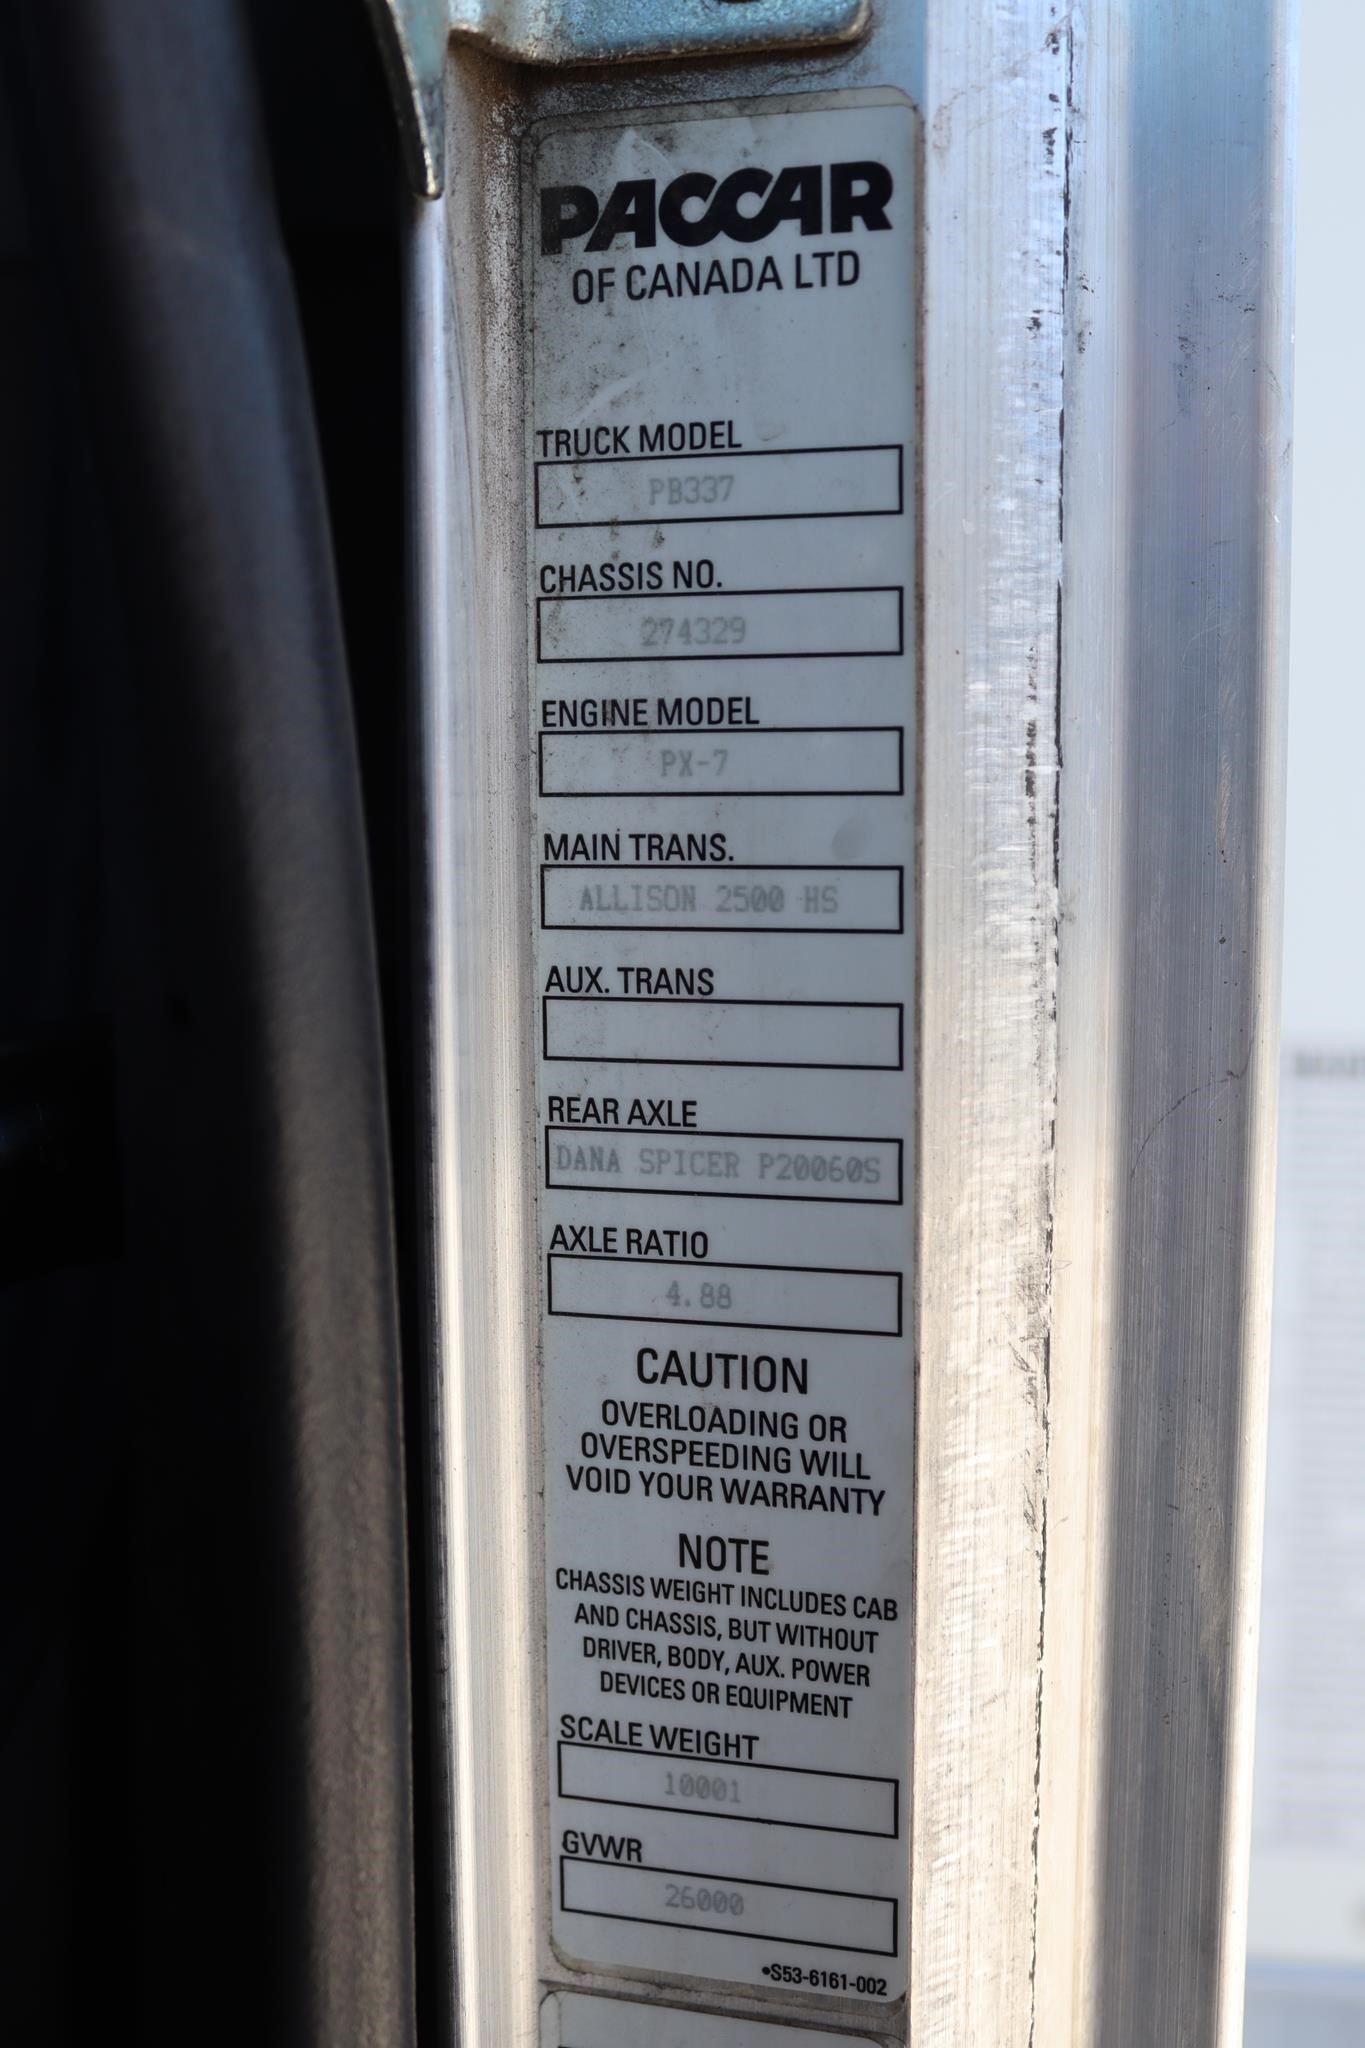 PACCAR
OF CANADA LTD
TRUCK MODEL
PB337
CHASSIS NO.
274329
ENGINE MODEL
PX-7
MAIN TRANS.
ALLISON 2500 HS
AUX. TRANS
REAR AXLE
DANA SPICER P20060S
AXLE RATIO
4.88
CAUTION
OVERLOADING OR
OVERSPEEDING WILL
VOID YOUR WARRANTY
NOTE
CHASSIS WEIGHT INCLUDES CAB
AND CHASSIS, BUT WITHOUT
DRIVER, BODY, AUX. POWER
DEVICES OR EQUIPMENT
SCALE WEIGHT
10001
GVWR
26000
•S53-6161-002